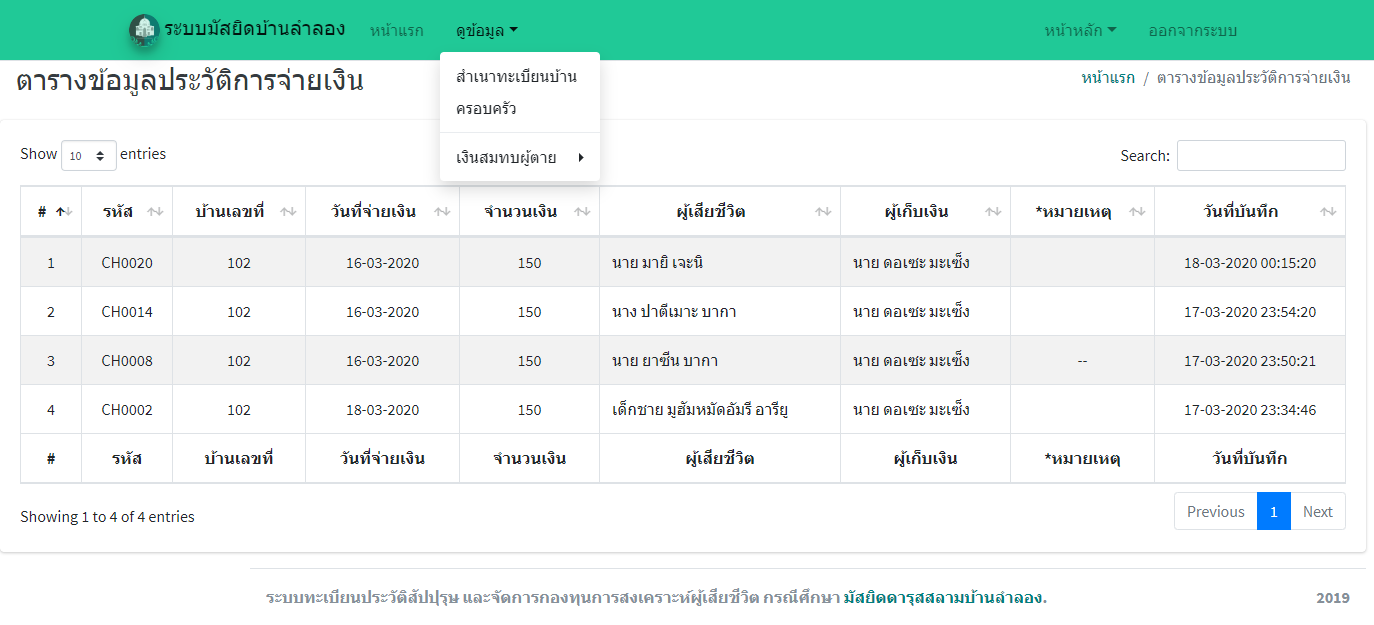 ระบบมัสยิดบ้านลำลอง หน้าแรก ดูข้อมูล หน้าหลัก ออกจากระบบ
ตารางข้อมูลประวัติการจ่ายเงิน หน้าแรก / ตารางข้อมูลประวัติการจ่ายเงิน
สำเนาทะเบียนบ้าน
ครอบครัว
เงินสมทบผู้ตาย
Show 10 entries Search:
# รหัส บ้านเลขที่ วันที่จ่ายเงิน จำนวนเงิน ผู้เสียชีวิต ผู้เก็บเงิน *หมายเหตุ วันที่บันทึก
1 CH0020 102 16-03-2020 150 นาย มายิ เจะนิ นาย ดอเซะ มะเซ็ง 18-03-2020 00:15:20
2 CH0014 102 16-03-2020 150 นาง ปาตีเมาะ บากา นาย ดอเซะ มะเซ็ง 17-03-2020 23:54:20
3 CH0008 102 16-03-2020 150 นาย ยาซีน บากา นาย ดอเซะ มะเซ็ง -- 17-03-2020 23:50:21
4 CH0002 102 18-03-2020 150 เด็กชาย มูฮัมหมัดอัมรี อารียู นาย ดอเซะ มะเซ็ง 17-03-2020 23:34:46
# รหัส บ้านเลขที่ วันที่จ่ายเงิน จำนวนเงิน ผู้เสียชีวิต ผู้เก็บเงิน *หมายเหตุ วันที่บันทึก
Showing 1 to 4 of 4 entries Previous 1 Next
ระบบทะเบียนประวัติสัปปุรุษ และจัดการกองทุนการสงเคราะห์ผู้เสียชีวิต กรณีศึกษา มัสยิดดารุสสลามบ้านลำลอง. 2019